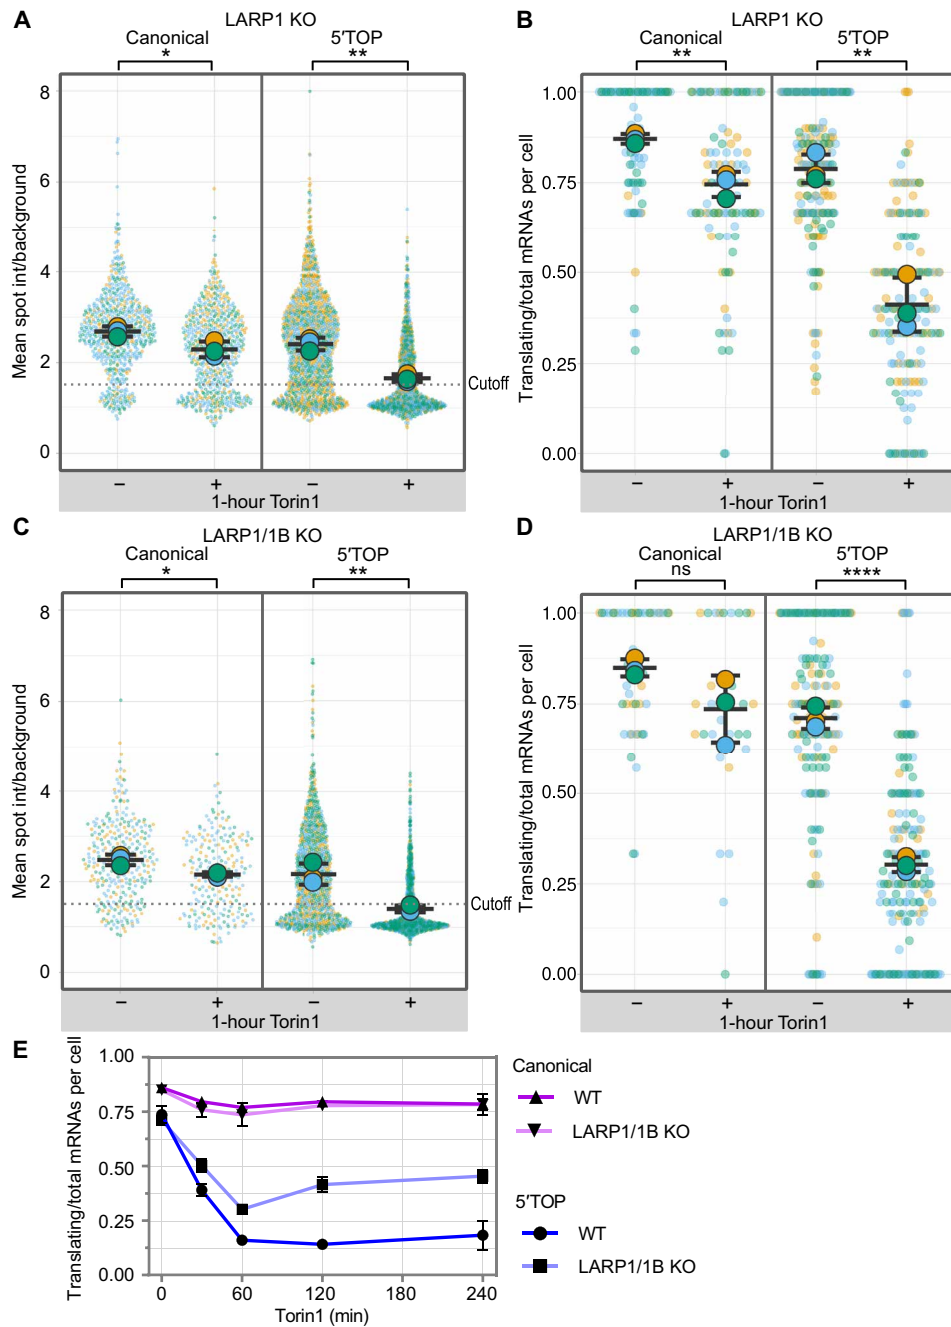 A
LARP1 KO
Canonical
5′TOP
*
**
Mean spot int/background
8
6
4
2
0
Cutoff
– + – +
1-hour Torin1
B
LARP1 KO
Canonical
5′TOP
**
**
Translating/total mRNAs per cell
1.00
0.75
0.50
0.25
0.00
– + – +
1-hour Torin1
C
LARP1/1B KO
Canonical
5′TOP
*
**
Mean spot int/background
8
6
4
2
0
Cutoff
– + – +
1-hour Torin1
D
LARP1/1B KO
Canonical
5′TOP
ns
****
Translating/total mRNAs per cell
1.00
0.75
0.50
0.25
0.00
– + – +
1-hour Torin1
E
Translating/total mRNAs per cell
1.00
0.75
0.50
0.25
0.00
0 60 120 180 240
Torin1 (min)
Canonical
WT
LARP1/1B KO
5′TOP
WT
LARP1/1B KO